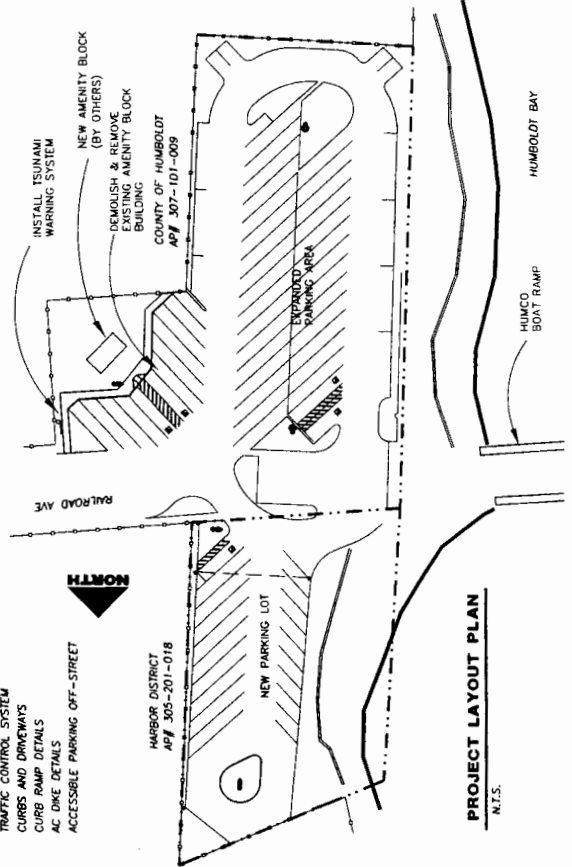 TRAFFIC CONTROL SYSTEM
CURBS AND DRIVEWAYS
CURB RAMP DETAILS
AC DIKE DETAILS
ACCESSIBLE PARKING OFF-STREET
NORTH
RAILROAD AVE
INSTALL TSUNAMI
WARNING SYSTEM
NEW AMENITY BLOCK
(BY OTHERS)
DEMOLISH & REMOVE
EXISTING AMENITY BLOCK
BUILDING
COUNTY OF HUMBOLDT
AP# 307-101-009
HARBOR DISTRICT
AP# 305-201-018
NEW PARKING LOT
EXPANDED
PARKING AREA
HUMCO
BOAT RAMP
HUMBOLDT BAY
PROJECT LAYOUT PLAN
N.T.S.